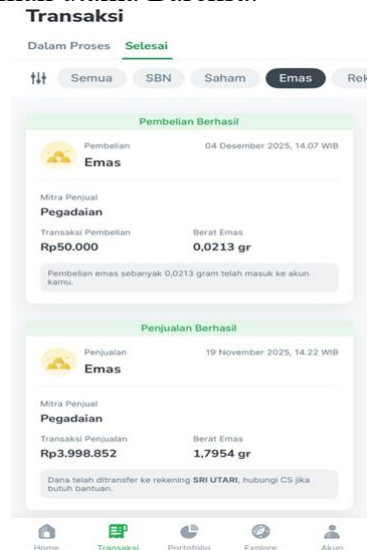 Transaksi
Dalam Proses Selesai
Semua SBN Saham Emas Rek
Pembelian Berhasil
Pembelian 04 Desember 2025, 14.07 WIB
Emas
Mitra Penjual
Pegadaian
Transaksi Pembelian Berat Emas
Rp50.000 0,0213 gr
Pembelian emas sebanyak 0,0213 gram telah masuk ke akun
kamu.
Penjualan Berhasil
Penjualan 19 November 2025, 14.22 WIB
Emas
Mitra Penjual
Pegadaian
Transaksi Penjualan Berat Emas
Rp3.998.852 1,7954 gr
Dana telah ditransfer ke rekening SRI UTARI, hubungi CS jika
butuh bantuan.
Home Transaksi Portofolio Explore Akun